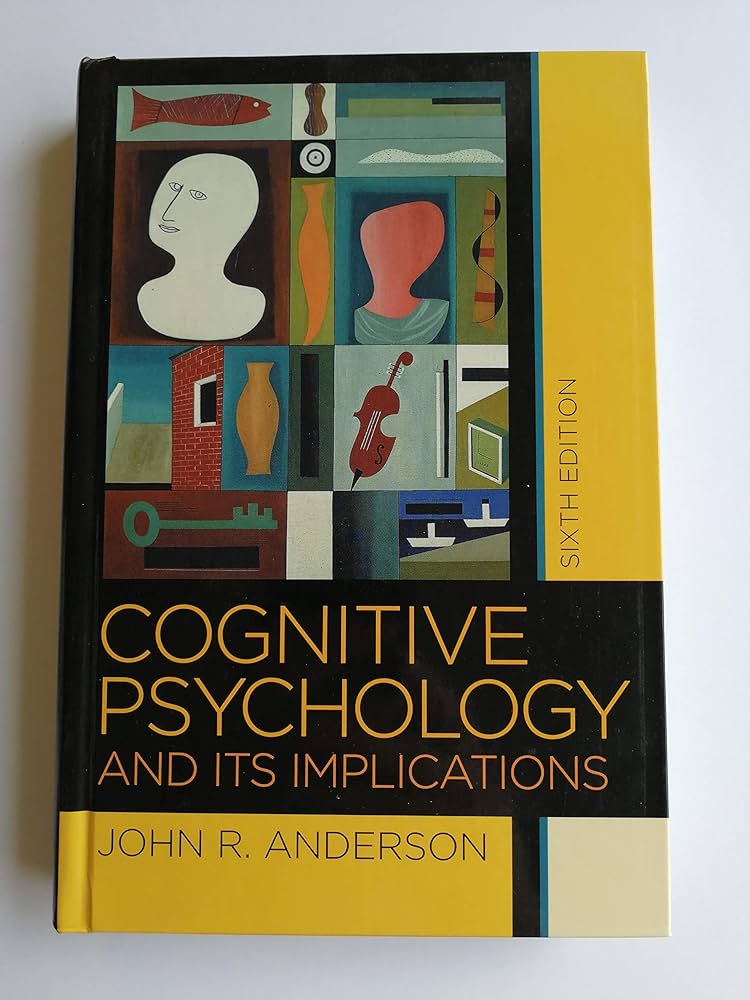 SIXTH EDITION
COGNITIVE
PSYCHOLOGY
AND ITS IMPLICATIONS
JOHN R. ANDERSON